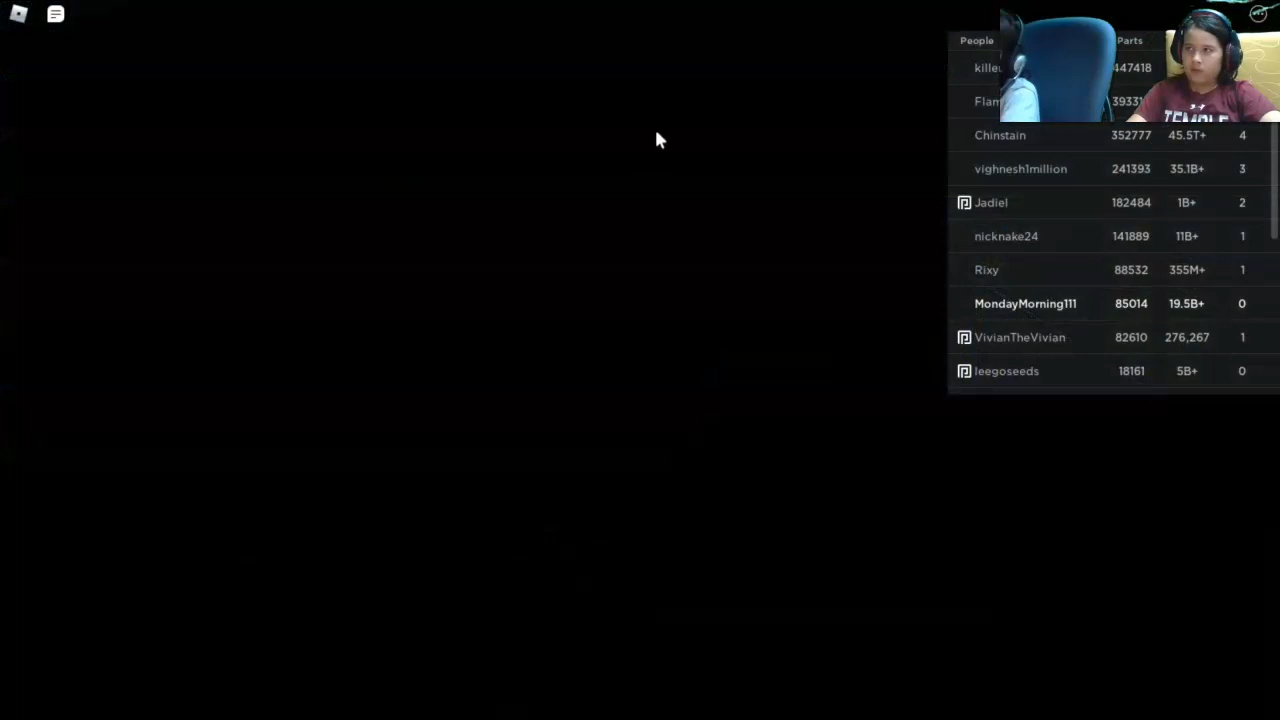 People Parts
447418
Chinstain 352777 45.5T+ 4
vighnesh1million 241393 35.1B+ 3
Jadiel 182484 1B+ 2
nicknake24 141889 11B+ 1
Rixy 88532 355M+ 1
MondayMorning111 85014 19.5B+ 0
VivianTheVivian 82610 276,267 1
leegoseeds 18161 5B+ 0